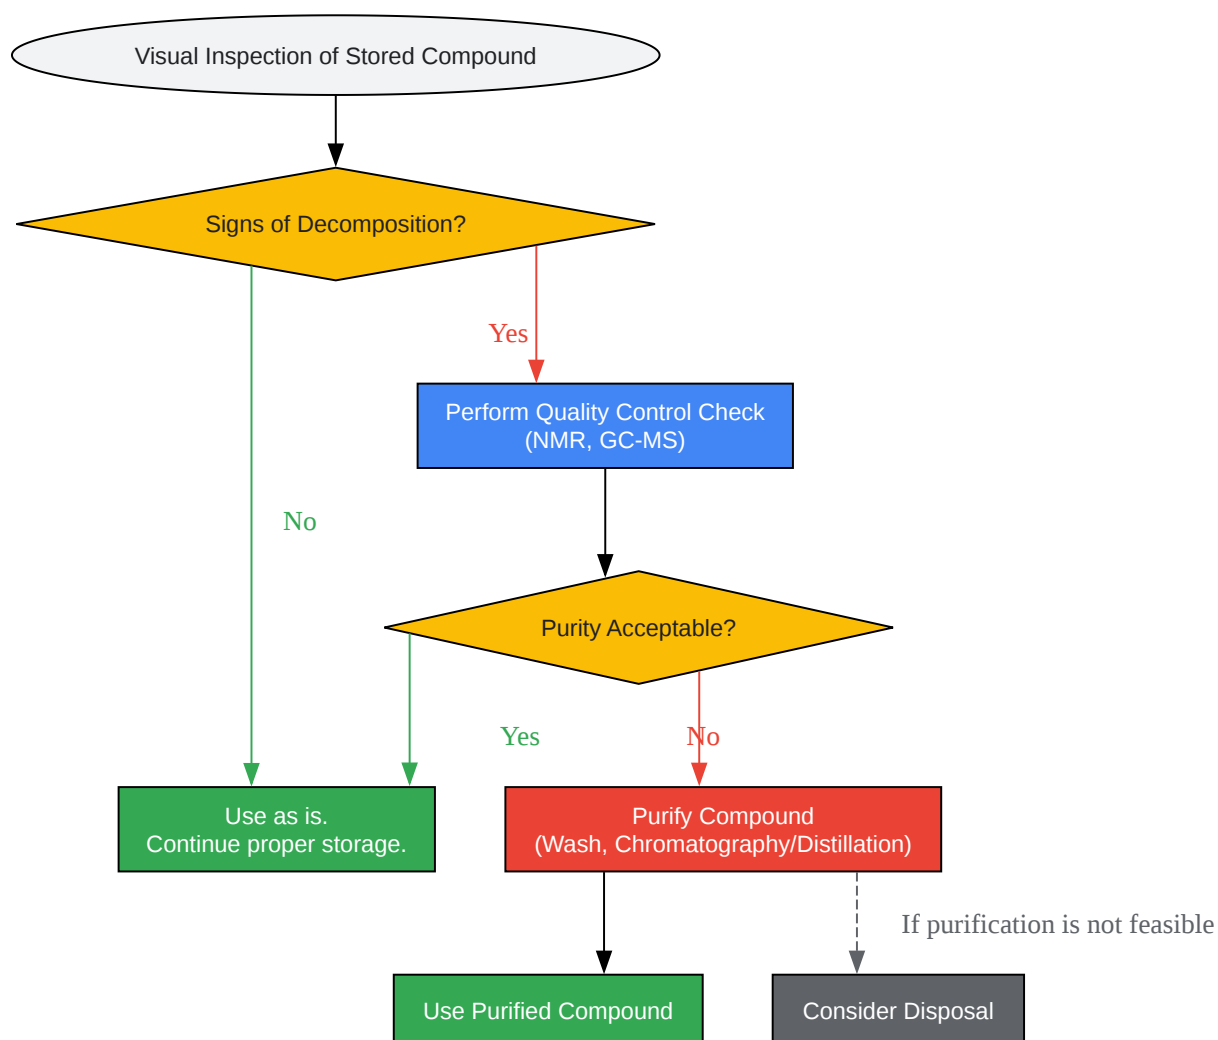 Visual Inspection of Stored Compound
Signs of Decomposition?
Yes
Perform Quality Control Check
(NMR, GC-MS)
No
Purity Acceptable?
Yes
No
Use as is.
Continue proper storage.
Purify Compound
(Wash, Chromatography/Distillation)
If purification is not feasible
Use Purified Compound
Consider Disposal